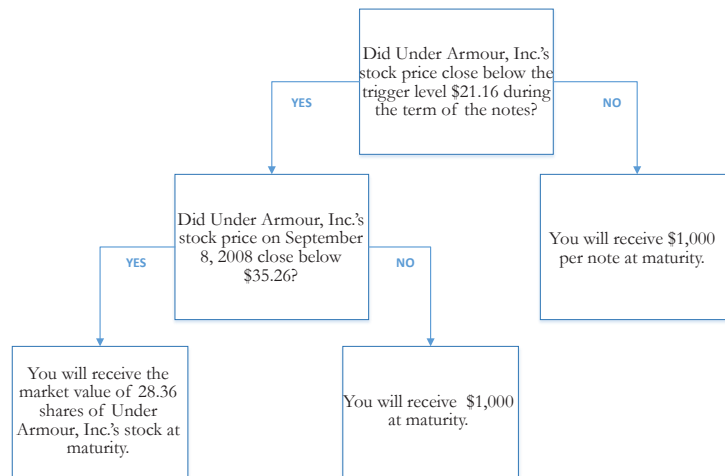 Did Under Armour, Inc.'s
stock price close below the
trigger level $21.16 during
the term of the notes?
YES
NO
Did Under Armour, Inc.'s
stock price on September
8, 2008 close below
$35.26?
You will receive $1,000
per note at maturity.
YES
NO
You will receive the
market value of 28.36
shares of Under
Armour, Inc.'s stock at
maturity.
You will receive $1,000
at maturity.